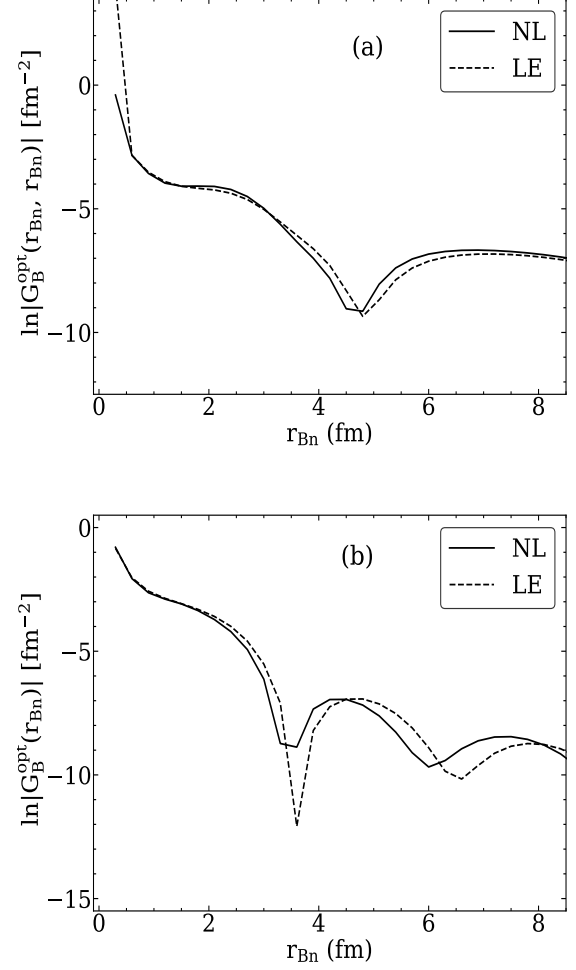 (a)
NL
LE
0
−5
−10
ln|G_B^opt(r_Bn, r_Bn)| [fm^−2]
0 2 4 6 8
r_Bn (fm)
(b)
NL
LE
0
−5
−10
−15
ln|G_B^opt(r_Bn)| [fm^−2]
0 2 4 6 8
r_Bn (fm)